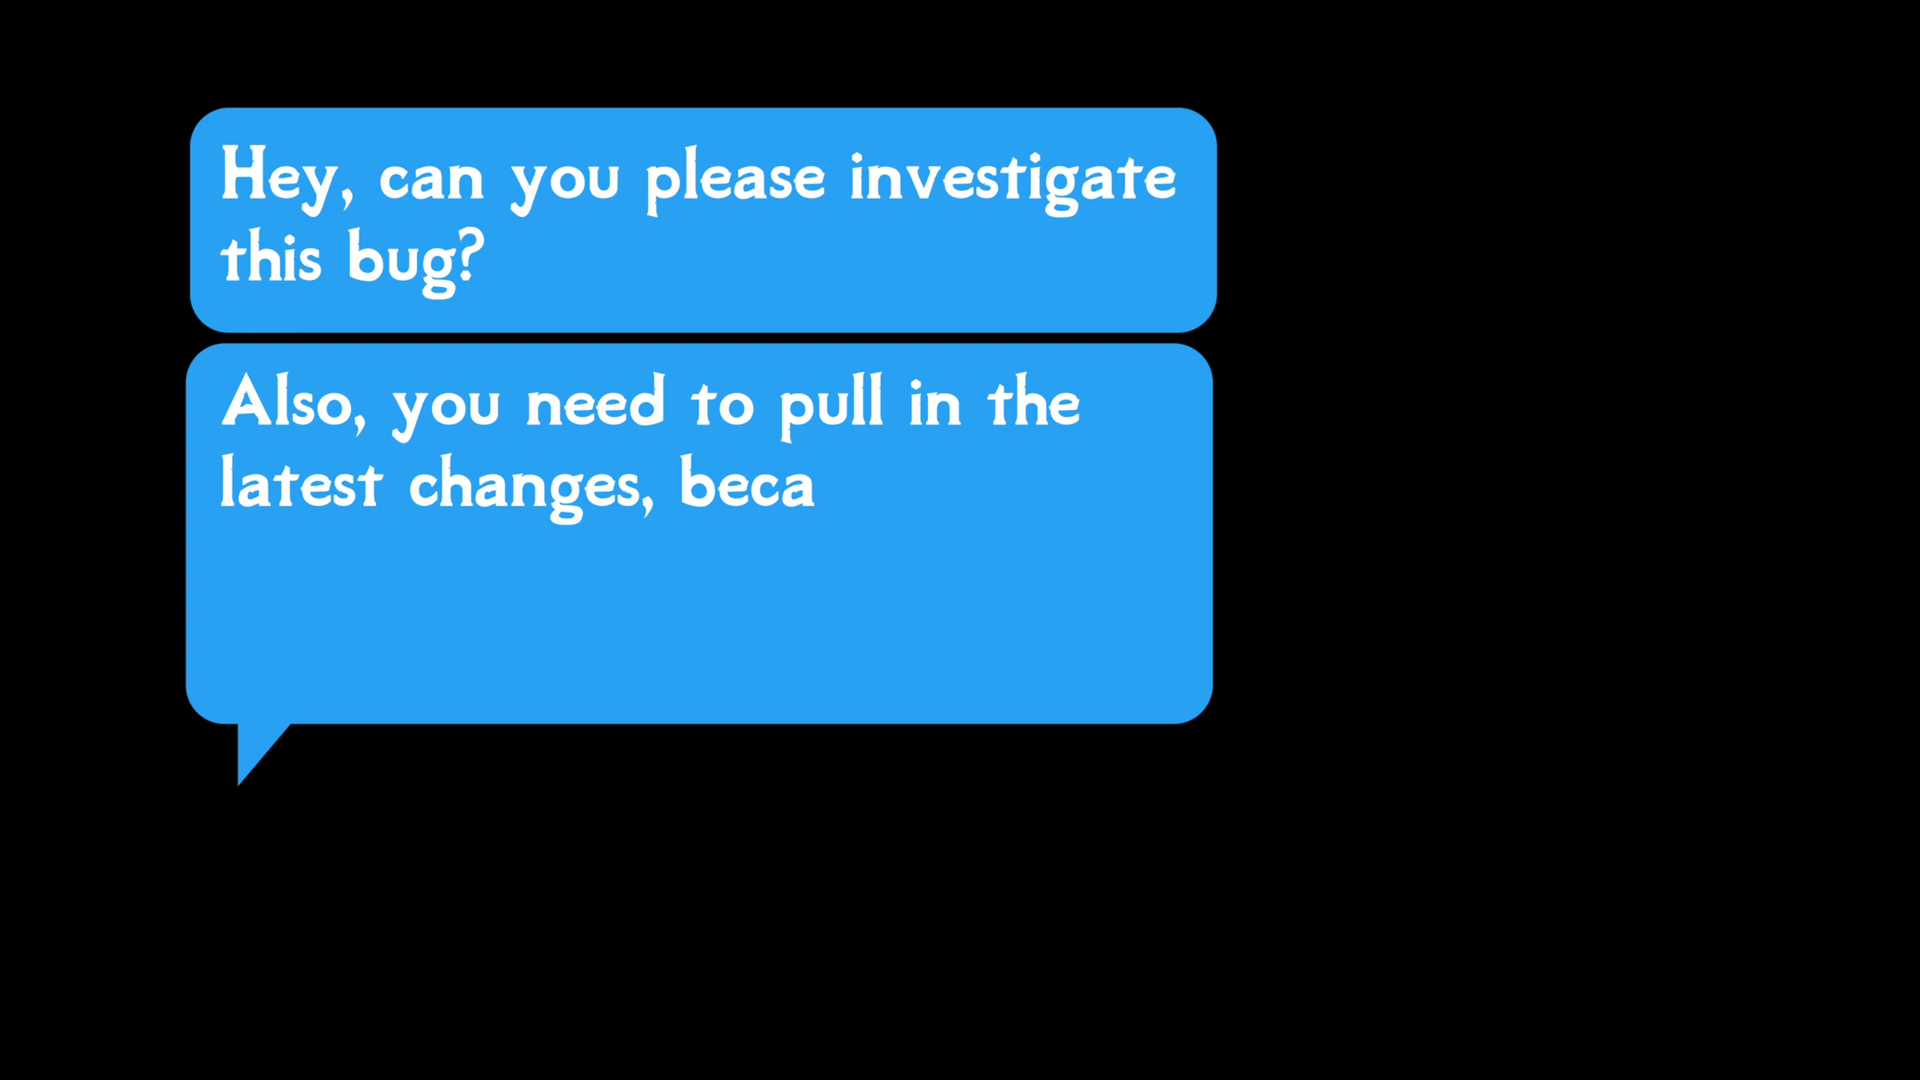 Hey, can you please investigate
this bug?
Also, you need to pull in the
latest changes, beca